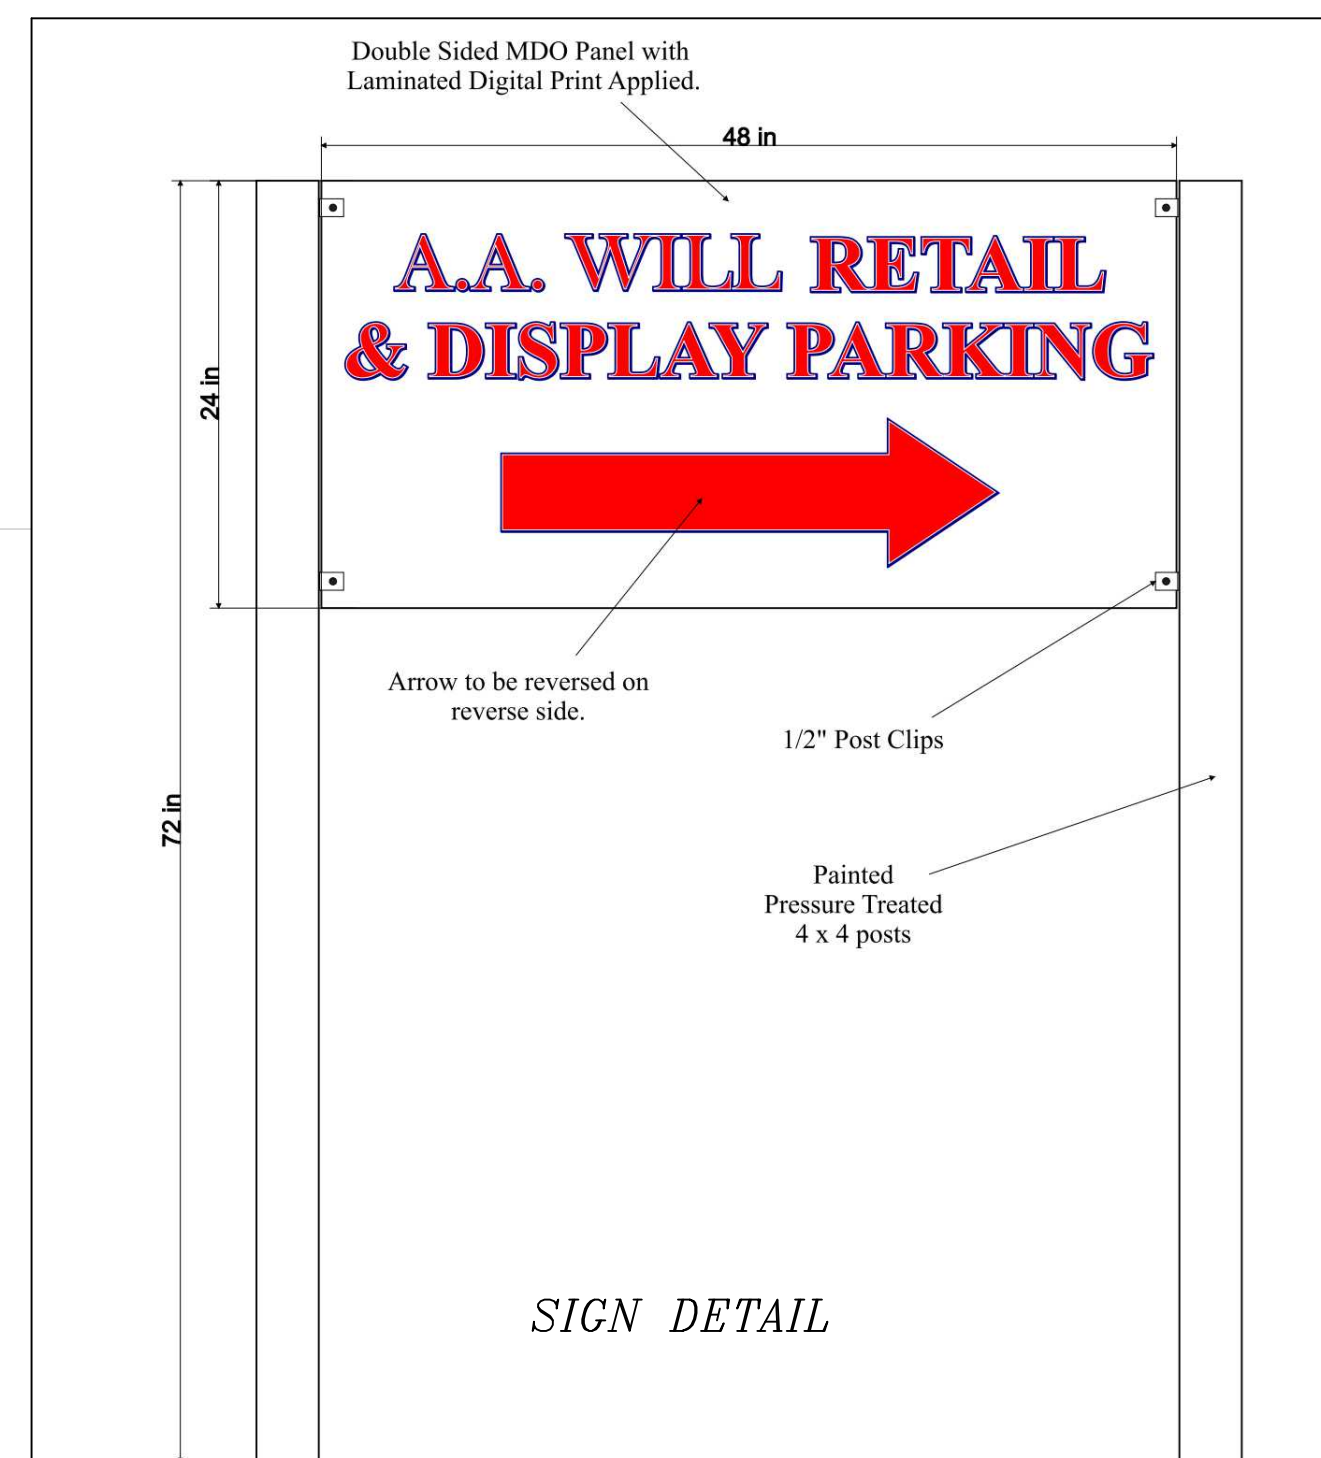 Double Sided MDO Panel with
Laminated Digital Print Applied.
48 in
A.A. WILL RETAIL
& DISPLAY PARKING
24 in
Arrow to be reversed on
reverse side.
1/2" Post Clips
72 in
Painted
Pressure Treated
4 x 4 posts
SIGN DETAIL